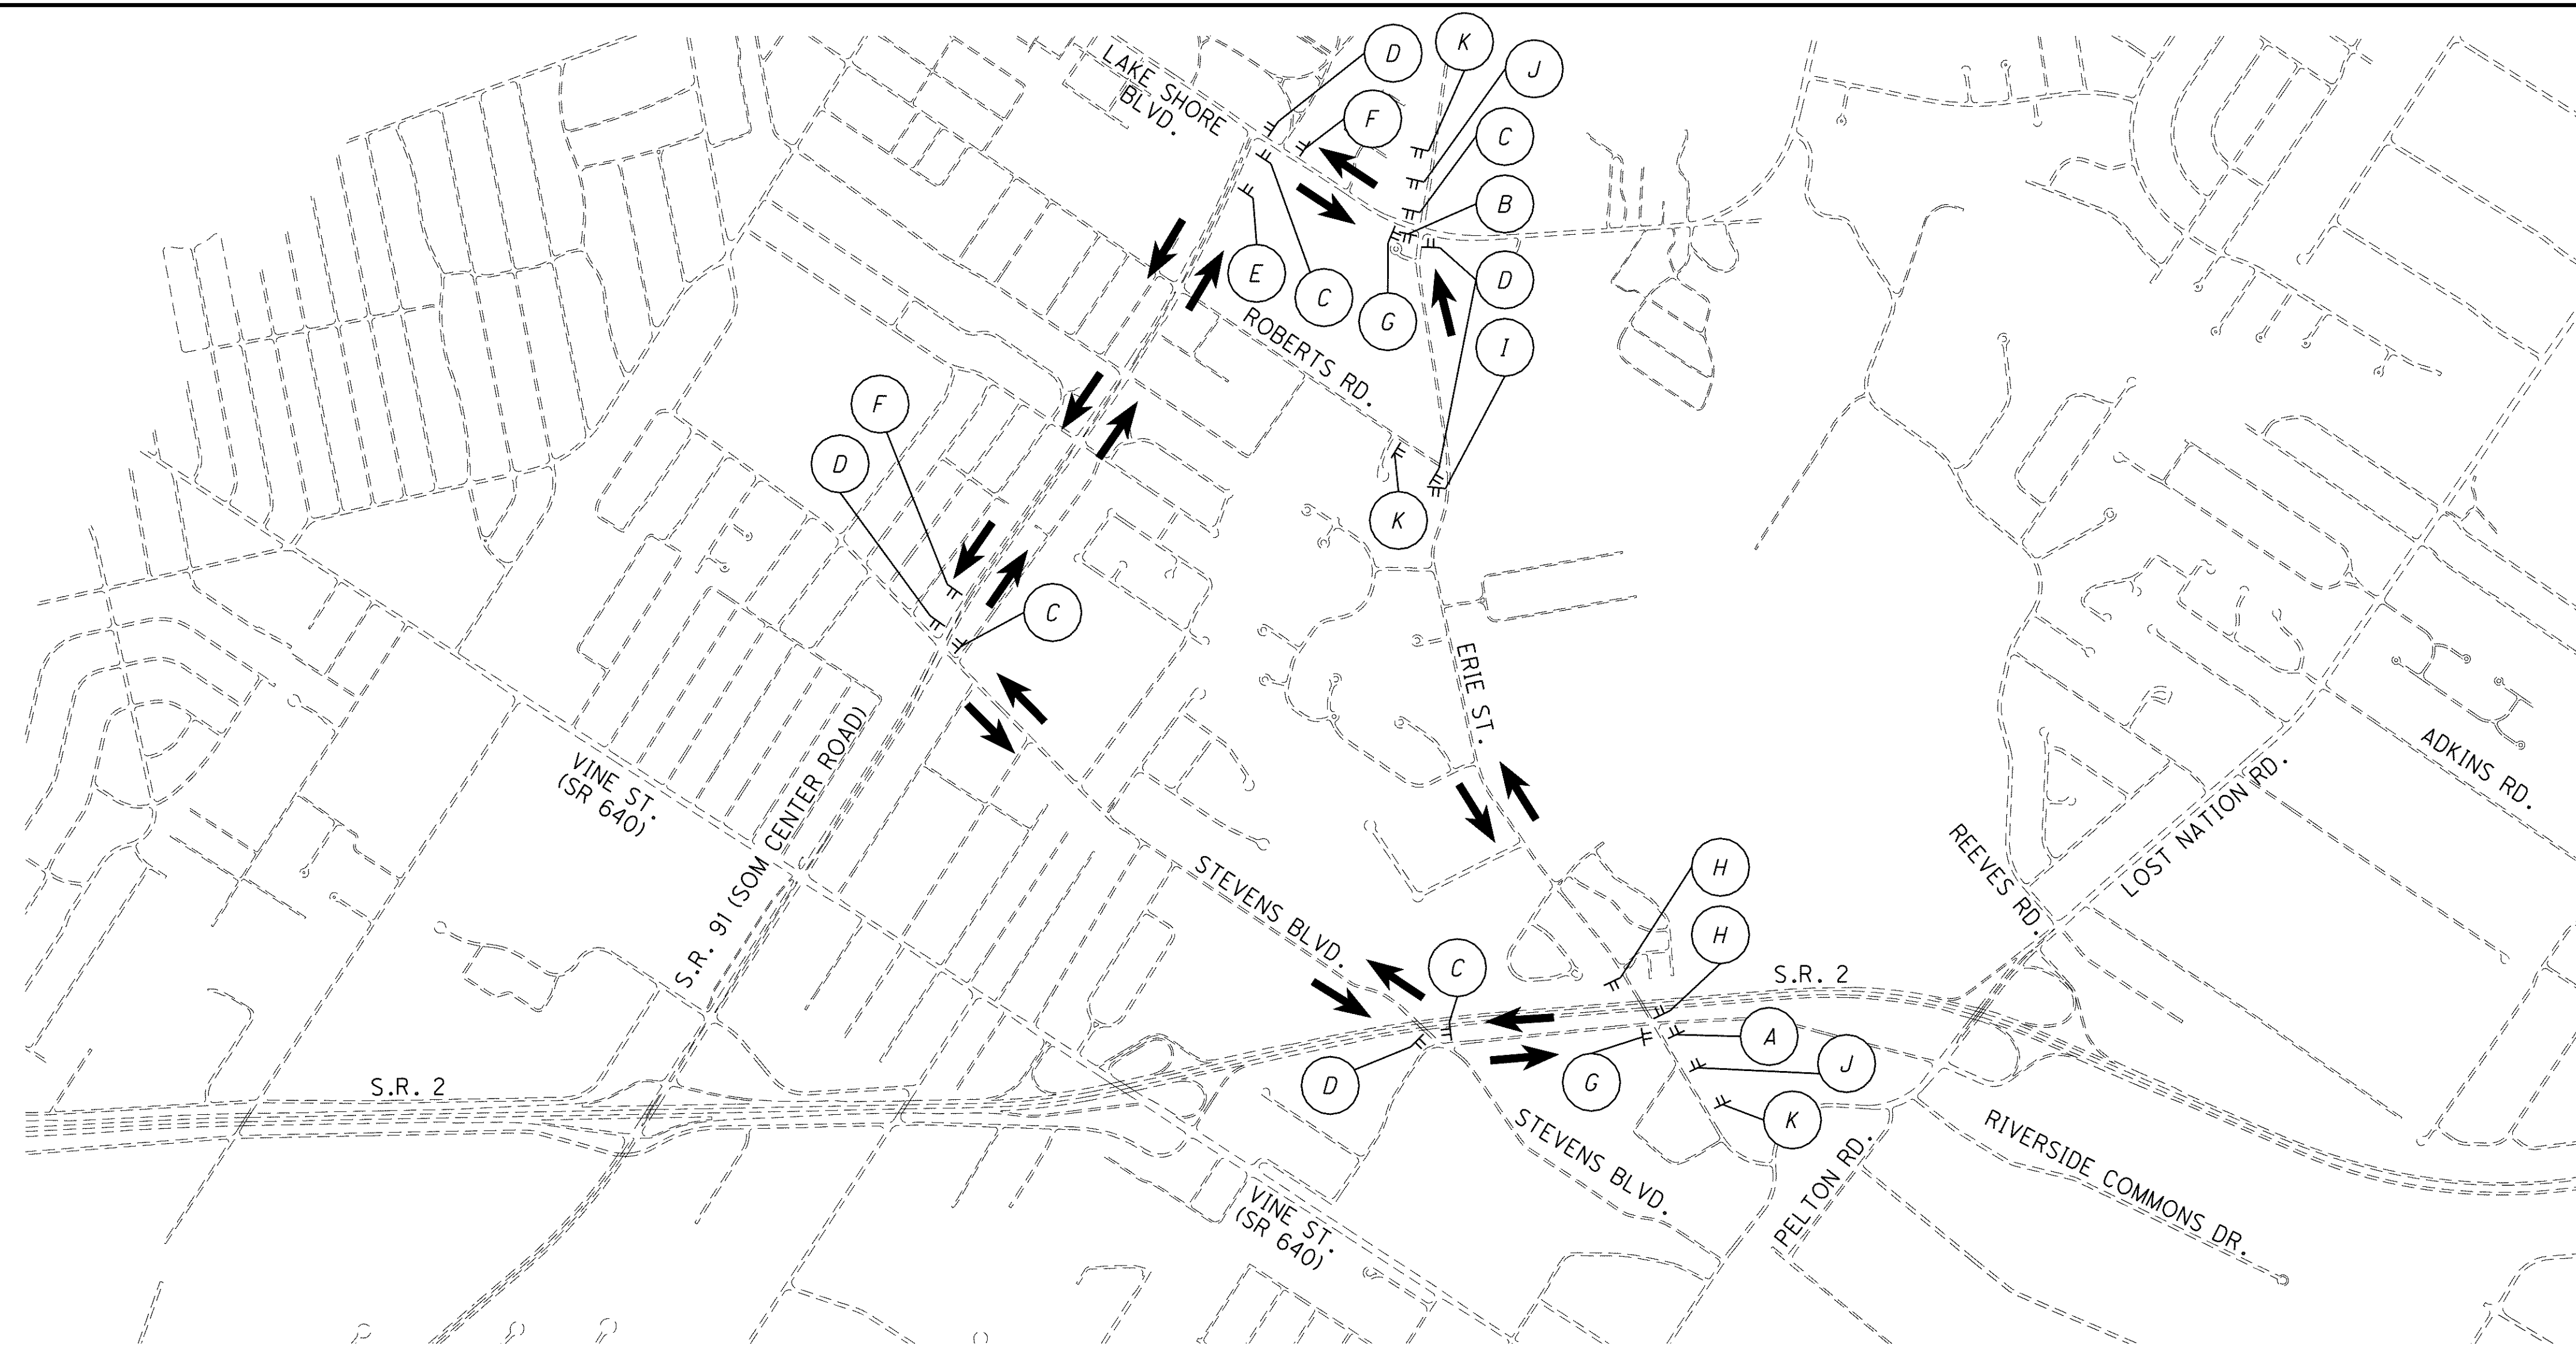 D
K
J
LAKE SHORE
BLVD.
F
C
B
E
C
G
D
I
ROBERTS RD.
F
D
K
C
ERIE ST.
VINE ST.
(SR 640)
S.R. 91 (SOM CENTER ROAD)
STEVENS BLVD.
H
H
C
S.R. 2
REEVES RD.
LOST NATION RD.
ADKINS RD.
A
J
D
G
K
S.R. 2
STEVENS BLVD.
PELTON RD.
RIVERSIDE COMMONS DR.
VINE ST.
(SR 640)